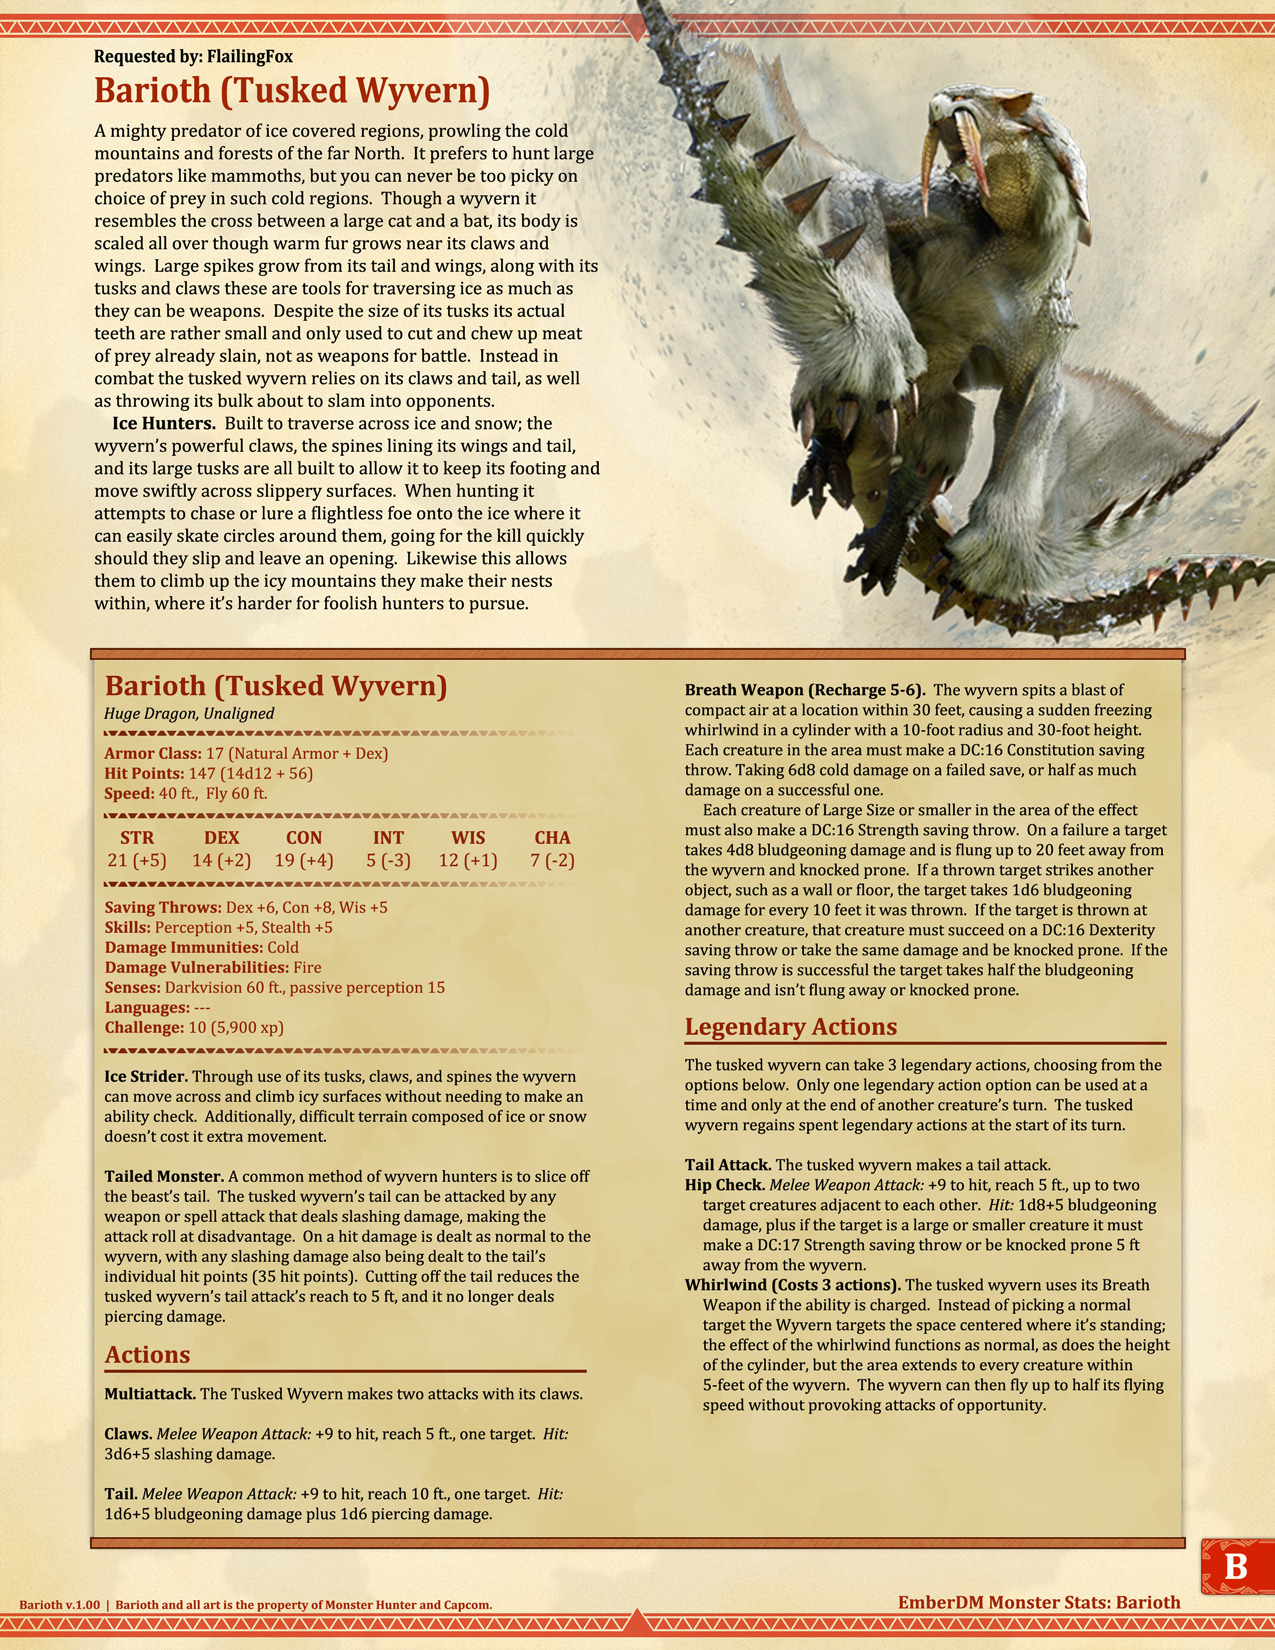 Requested by: FlailingFox
Barioth (Tusked Wyvern)
A mighty predator of ice covered regions, prowling the cold
mountains and forests of the far North. It prefers to hunt large
predators like mammoths, but you can never be too picky on
choice of prey in such cold regions. Though a wyvern it
resembles the cross between a large cat and a bat, its body is
scaled all over though warm fur grows near its claws and
wings. Large spikes grow from its tail and wings, along with its
tusks and claws these are tools for traversing ice as much as
they can be weapons. Despite the size of its tusks its actual
teeth are rather small and only used to cut and chew up meat
of prey already slain, not as weapons for battle. Instead in
combat the tusked wyvern relies on its claws and tail, as well
as throwing its bulk about to slam into opponents.
Ice Hunters. Built to traverse across ice and snow; the
wyvern's powerful claws, the spines lining its wings and tail,
and its large tusks are all built to allow it to keep its footing and
move swiftly across slippery surfaces. When hunting it
attempts to chase or lure a flightless foe onto the ice where it
can easily skate circles around them, going for the kill quickly
should they slip and leave an opening. Likewise this allows
them to climb up the icy mountains they make their nests
within, where it's harder for foolish hunters to pursue.
Barioth (Tusked Wyvern)
Huge Dragon, Unaligned
Armor Class: 17 (Natural Armor + Dex)
Hit Points: 147 (14d12 + 56)
Speed: 40 ft., Fly 60 ft.
STR DEX CON INT WIS CHA
21 (+5) 14 (+2) 19 (+4) 5 (-3) 12 (+1) 7 (-2)
Saving Throws: Dex +6, Con +8, Wis +5
Skills: Perception +5, Stealth +5
Damage Immunities: Cold
Damage Vulnerabilities: Fire
Senses: Darkvision 60 ft., passive perception 15
Languages: ---
Challenge: 10 (5,900 xp)
Ice Strider. Through use of its tusks, claws, and spines the wyvern
can move across and climb icy surfaces without needing to make an
ability check. Additionally, difficult terrain composed of ice or snow
doesn't cost it extra movement.
Tailed Monster. A common method of wyvern hunters is to slice off
the beast's tail. The tusked wyvern's tail can be attacked by any
weapon or spell attack that deals slashing damage, making the
attack roll at disadvantage. On a hit damage is dealt as normal to the
wyvern, with any slashing damage also being dealt to the tail's
individual hit points (35 hit points). Cutting off the tail reduces the
tusked wyvern's tail attack's reach to 5 ft, and it no longer deals
piercing damage.
Actions
Multiattack. The Tusked Wyvern makes two attacks with its claws.
Claws. Melee Weapon Attack: +9 to hit, reach 5 ft., one target. Hit:
3d6+5 slashing damage.
Tail. Melee Weapon Attack: +9 to hit, reach 10 ft., one target. Hit:
1d6+5 bludgeoning damage plus 1d6 piercing damage.
Breath Weapon (Recharge 5-6). The wyvern spits a blast of
compact air at a location within 30 feet, causing a sudden freezing
whirlwind in a cylinder with a 10-foot radius and 30-foot height.
Each creature in the area must make a DC:16 Constitution saving
throw. Taking 6d8 cold damage on a failed save, or half as much
damage on a successful one.
Each creature of Large Size or smaller in the area of the effect
must also make a DC:16 Strength saving throw. On a failure a target
takes 4d8 bludgeoning damage and is flung up to 20 feet away from
the wyvern and knocked prone. If a thrown target strikes another
object, such as a wall or floor, the target takes 1d6 bludgeoning
damage for every 10 feet it was thrown. If the target is thrown at
another creature, that creature must succeed on a DC:16 Dexterity
saving throw or take the same damage and be knocked prone. If the
saving throw is successful the target takes half the bludgeoning
damage and isn't flung away or knocked prone.
Legendary Actions
The tusked wyvern can take 3 legendary actions, choosing from the
options below. Only one legendary action option can be used at a
time and only at the end of another creature's turn. The tusked
wyvern regains spent legendary actions at the start of its turn.
Tail Attack. The tusked wyvern makes a tail attack.
Hip Check. Melee Weapon Attack: +9 to hit, reach 5 ft., up to two
target creatures adjacent to each other. Hit: 1d8+5 bludgeoning
damage, plus if the target is a large or smaller creature it must
make a DC:17 Strength saving throw or be knocked prone 5 ft
away from the wyvern.
Whirlwind (Costs 3 actions). The tusked wyvern uses its Breath
Weapon if the ability is charged. Instead of picking a normal
target the Wyvern targets the space centered where it's standing;
the effect of the whirlwind functions as normal, as does the height
of the cylinder, but the area extends to every creature within
5-feet of the wyvern. The wyvern can then fly up to half its flying
speed without provoking attacks of opportunity.
B
Barioth v.1.00 | Barioth and all art is the property of Monster Hunter and Capcom.
EmberDM Monster Stats: Barioth